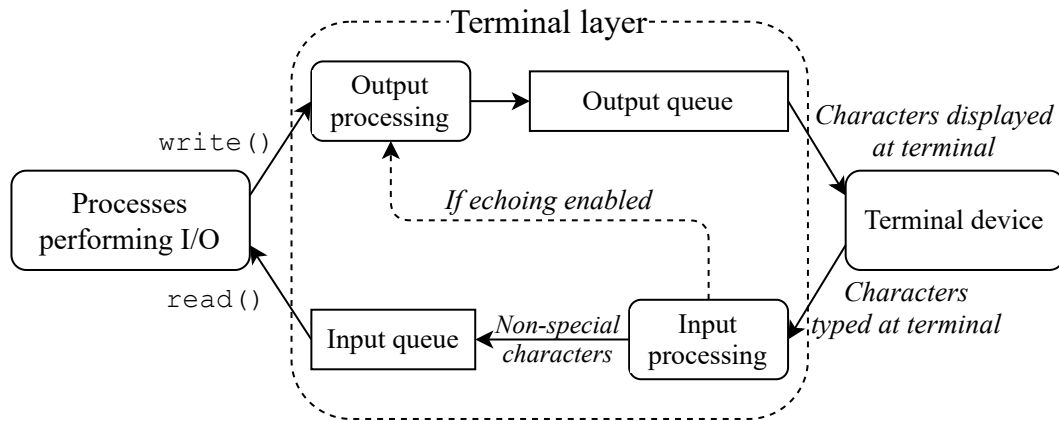 Terminal layer
Output
processing
Output queue
write()
Characters displayed
at terminal
Processes
performing I/O
If echoing enabled
Terminal device
read()
Input queue
Non-special
characters
Input
processing
Characters
typed at terminal